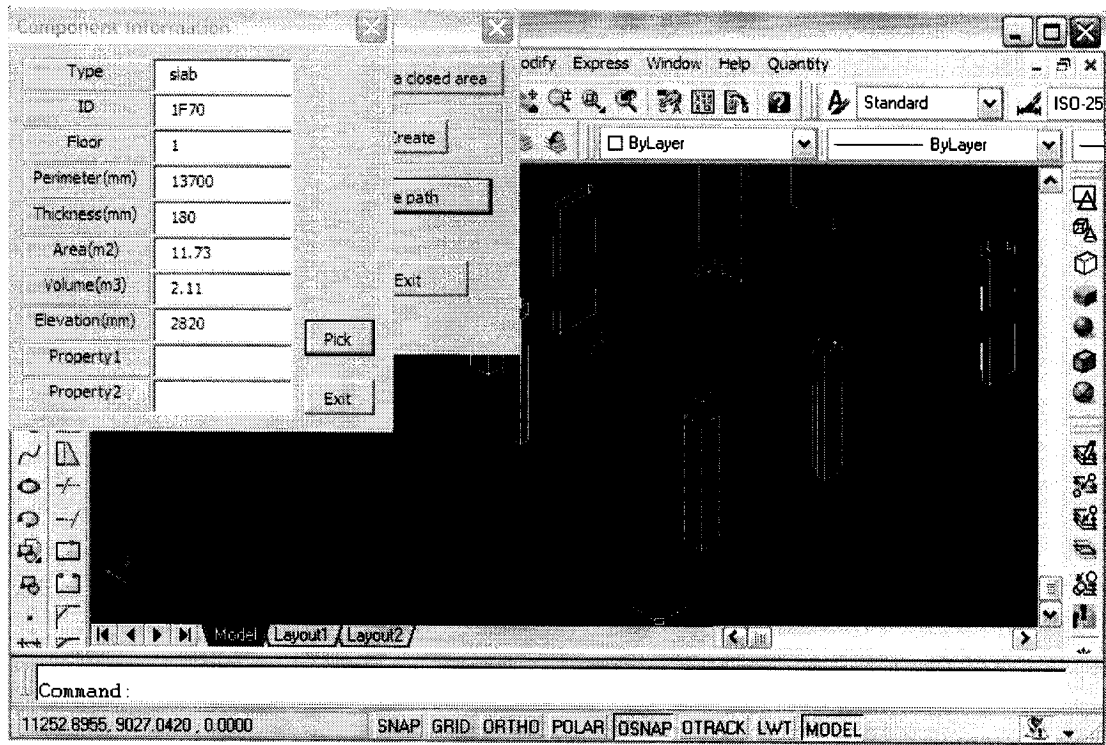 Component Information
Type slab
ID 1F70
Floor 1
Perimeter(mm) 13700
Thickness(mm) 180
Area(m2) 11.73
Volume(m3) 2.11
Elevation(mm) 2820
Property1
Property2
Pick
Exit
a closed area
Create
e path
Exit
odify Express Window Help Quantity
Standard ISO-25
ByLayer ByLayer
Model Layout1 Layout2
Command:
11252.8955, 9027.0420 , 0.0000 SNAP GRID ORTHO POLAR OSNAP OTRACK LWT MODEL